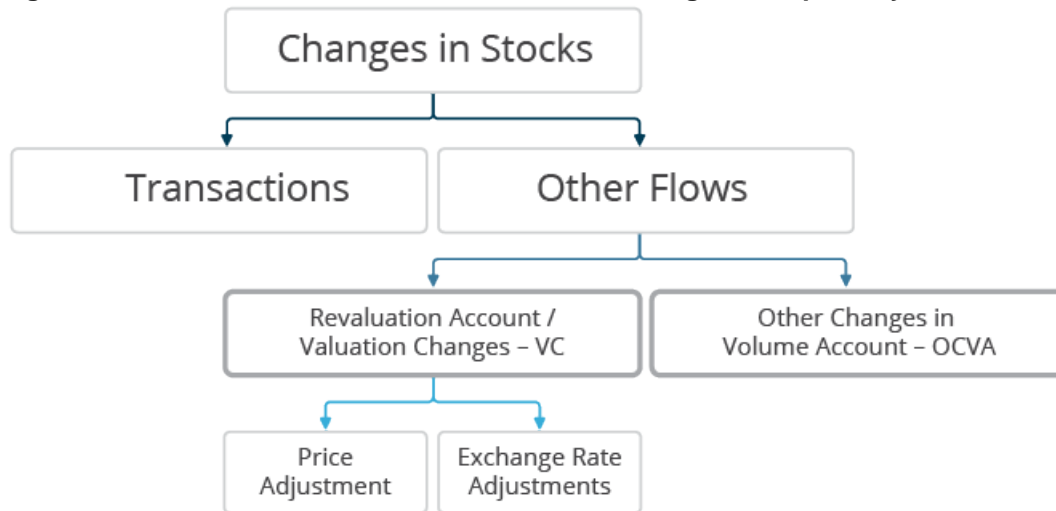 Changes in Stocks
Transactions
Other Flows
Revaluation Account /
Valuation Changes – VC
Other Changes in
Volume Account – OCVA
Price
Adjustment
Exchange Rate
Adjustments